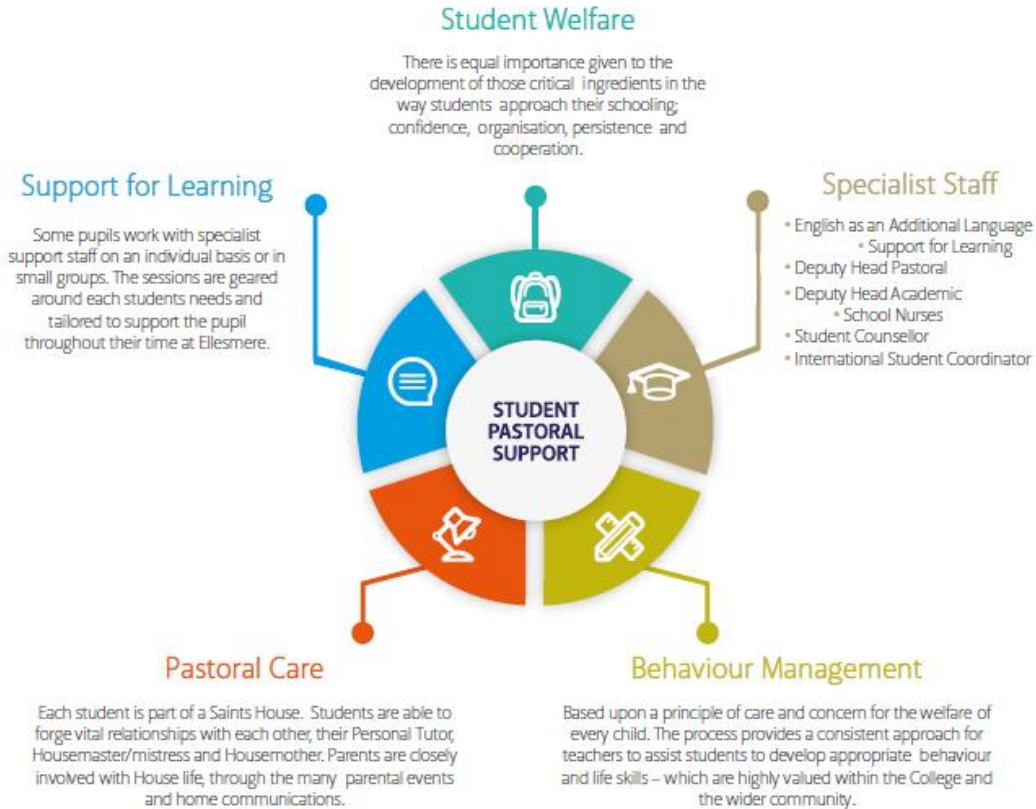 Student Welfare
There is equal importance given to the
development of those critical ingredients in the
way students approach their schooling;
confidence, organisation, persistence and
cooperation.
Support for Learning
Some pupils work with specialist
support staff on an individual basis or in
small groups. The sessions are geared
around each students needs and
tailored to support the pupil
throughout their time at Ellesmere.
Specialist Staff
• English as an Additional Language
• Support for Learning
• Deputy Head Pastoral
• Deputy Head Academic
• School Nurses
• Student Counsellor
• International Student Coordinator
STUDENT
PASTORAL
SUPPORT
Pastoral Care
Each student is part of a Saints House. Students are able to
forge vital relationships with each other, their Personal Tutor,
Housemaster/mistress and Housemother. Parents are closely
involved with House life, through the many parental events
and home communications.
Behaviour Management
Based upon a principle of care and concern for the welfare of
every child. The process provides a consistent approach for
teachers to assist students to develop appropriate behaviour
and life skills – which are highly valued within the College and
the wider community.